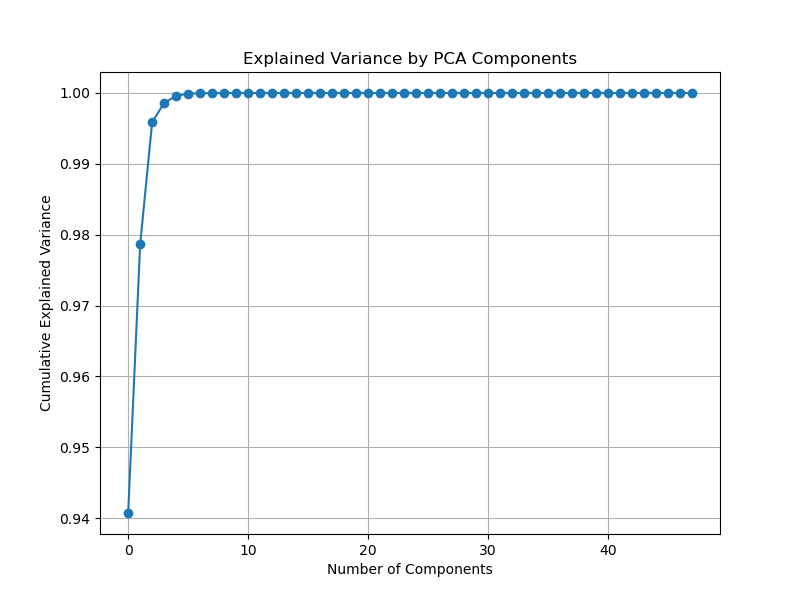 Explained Variance by PCA Components
Cumulative Explained Variance
1.00
0.99
0.98
0.97
0.96
0.95
0.94
0 10 20 30 40
Number of Components